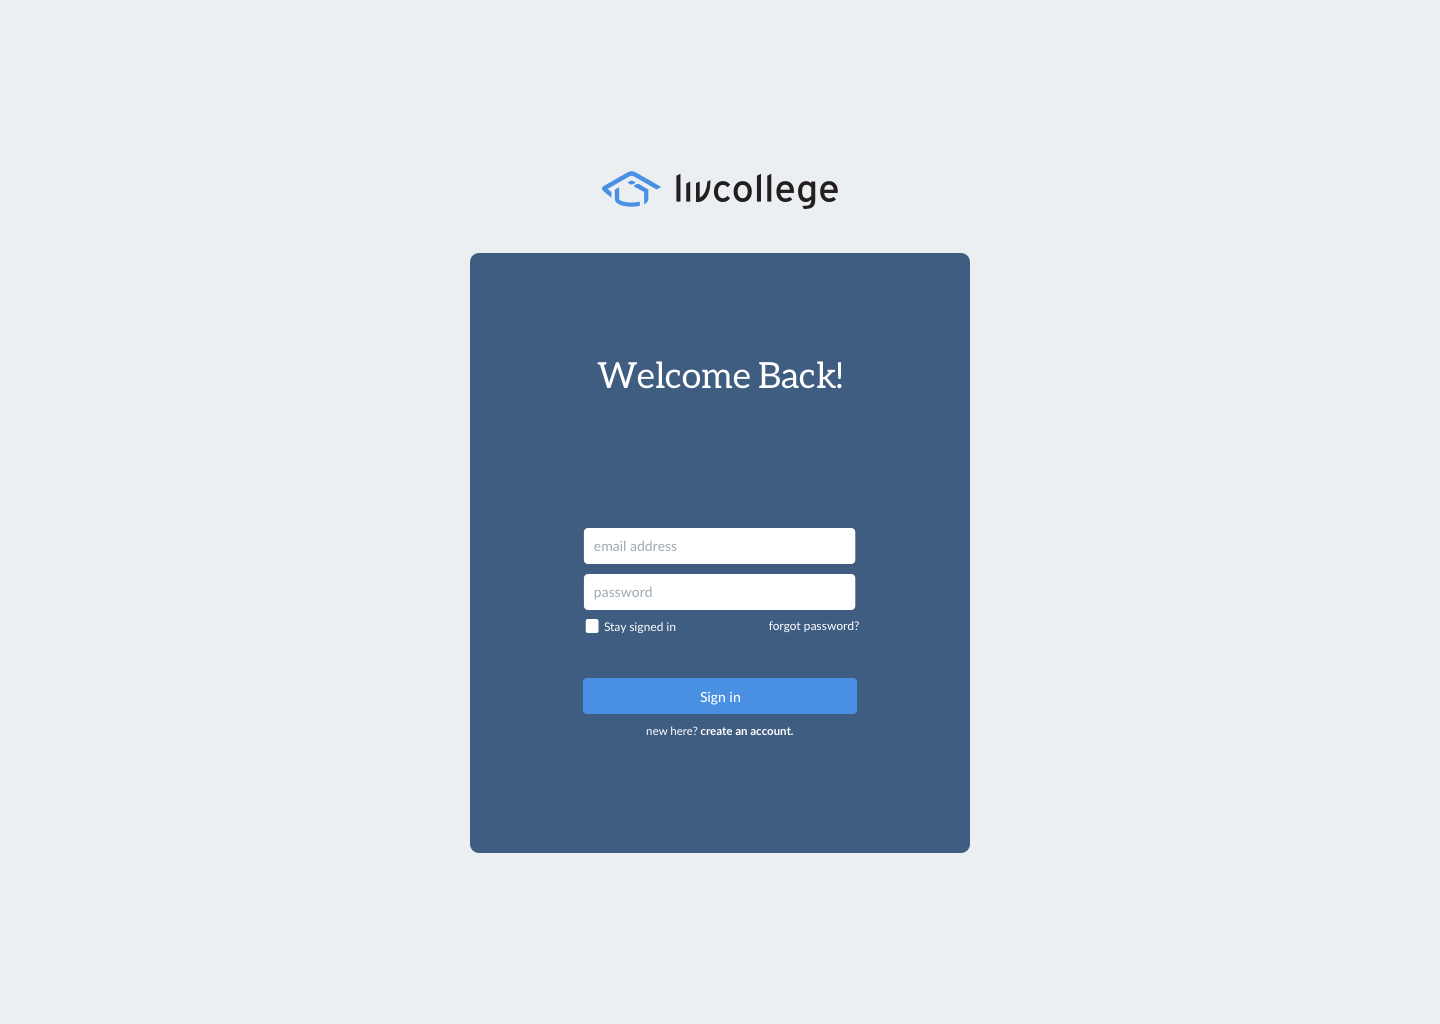 livcollege
Welcome Back!
email address
password
Stay signed in forgot password?
Sign in
new here? create an account.